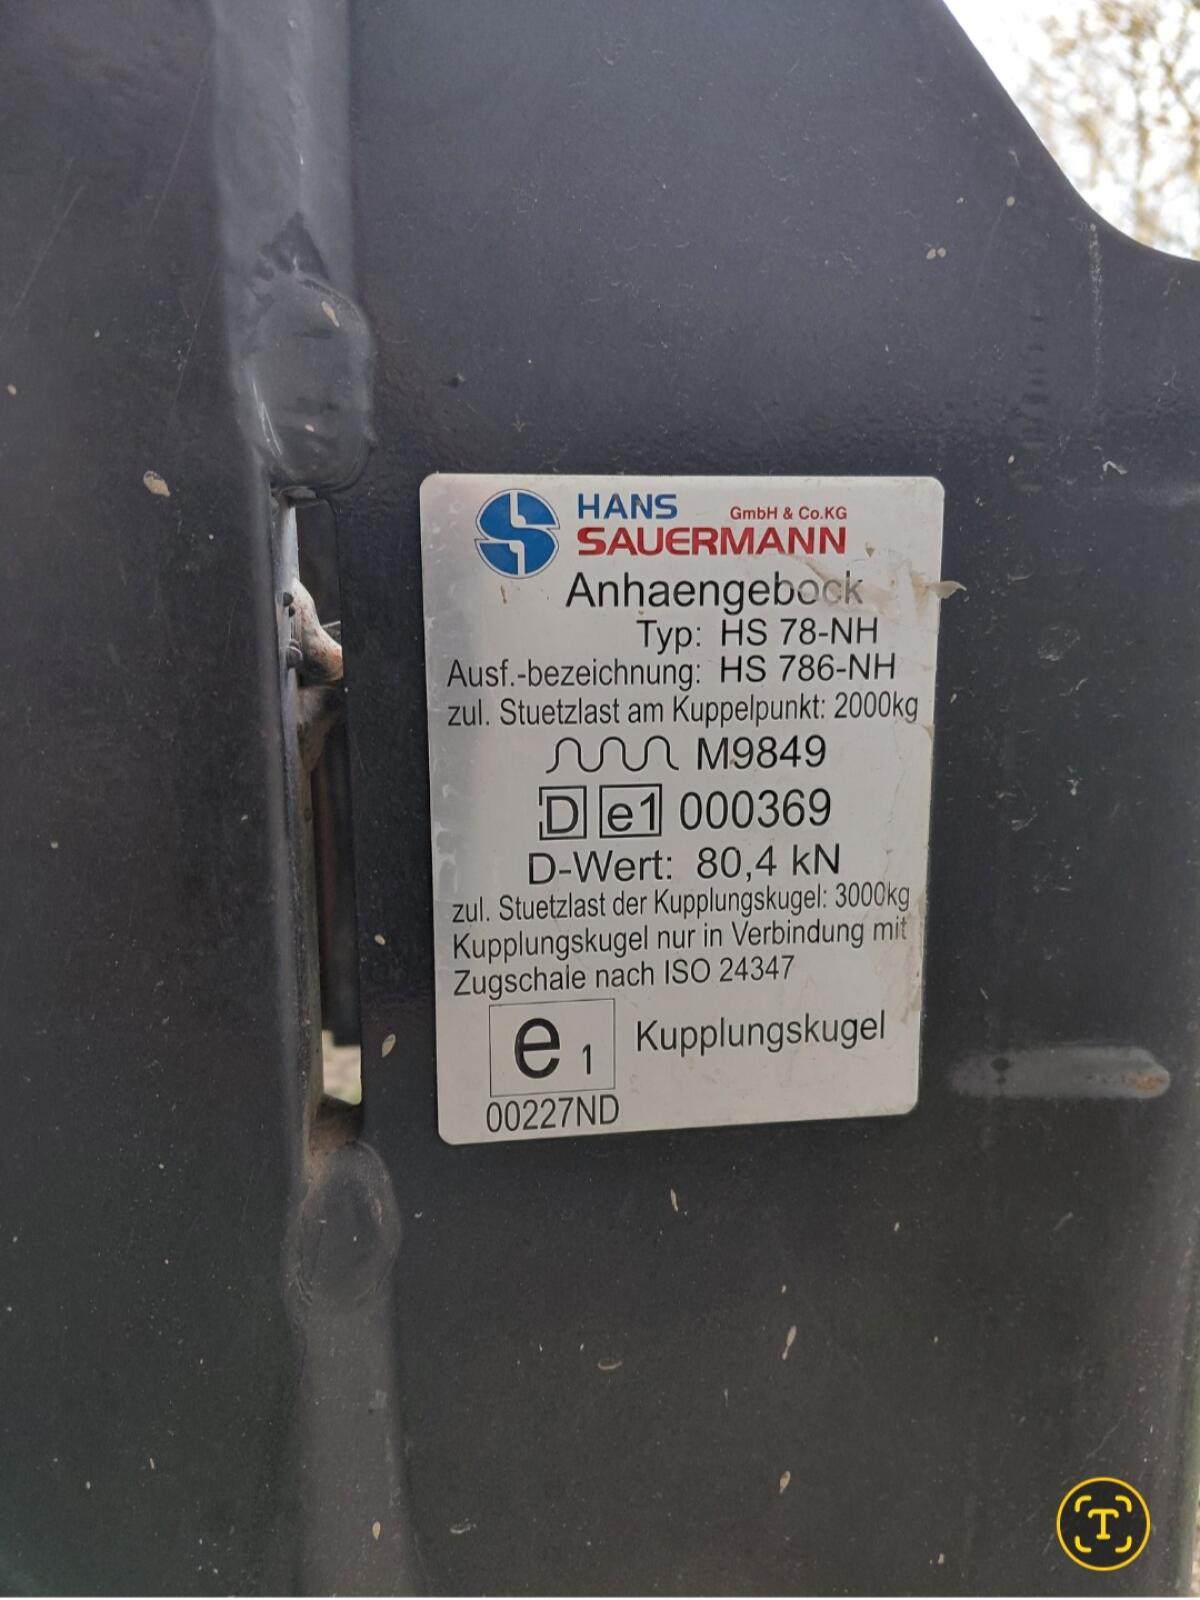 HANS GmbH & Co.KG
SAUERMANN
Anhaengebock
Typ: HS 78-NH
Ausf.-bezeichnung: HS 786-NH
zul. Stuetzlast am Kuppelpunkt: 2000kg
M9849
D e1 000369
D-Wert: 80,4 kN
zul. Stuetzlast der Kupplungskugel: 3000kg
Kupplungskugel nur in Verbindung mit
Zugschale nach ISO 24347
e 1 Kupplungskugel
00227ND